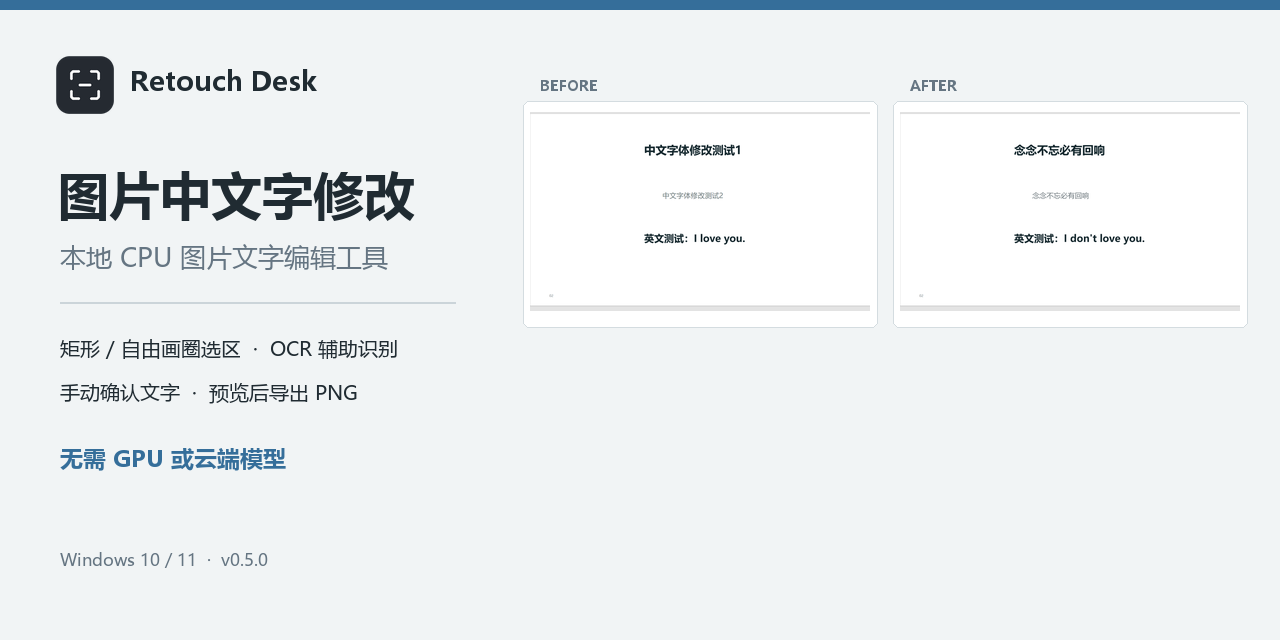 Retouch Desk
图片中文字修改
本地 CPU 图片文字编辑工具
矩形 / 自由画圈选区 · OCR 辅助识别
手动确认文字 · 预览后导出 PNG
无需 GPU 或云端模型
Windows 10 / 11 · v0.5.0
BEFORE
中文字体修改测试1
中文字体修改测试2
英文测试：I love you.
AFTER
念念不忘必有回响
念念不忘必有回响
英文测试：I don't love you.